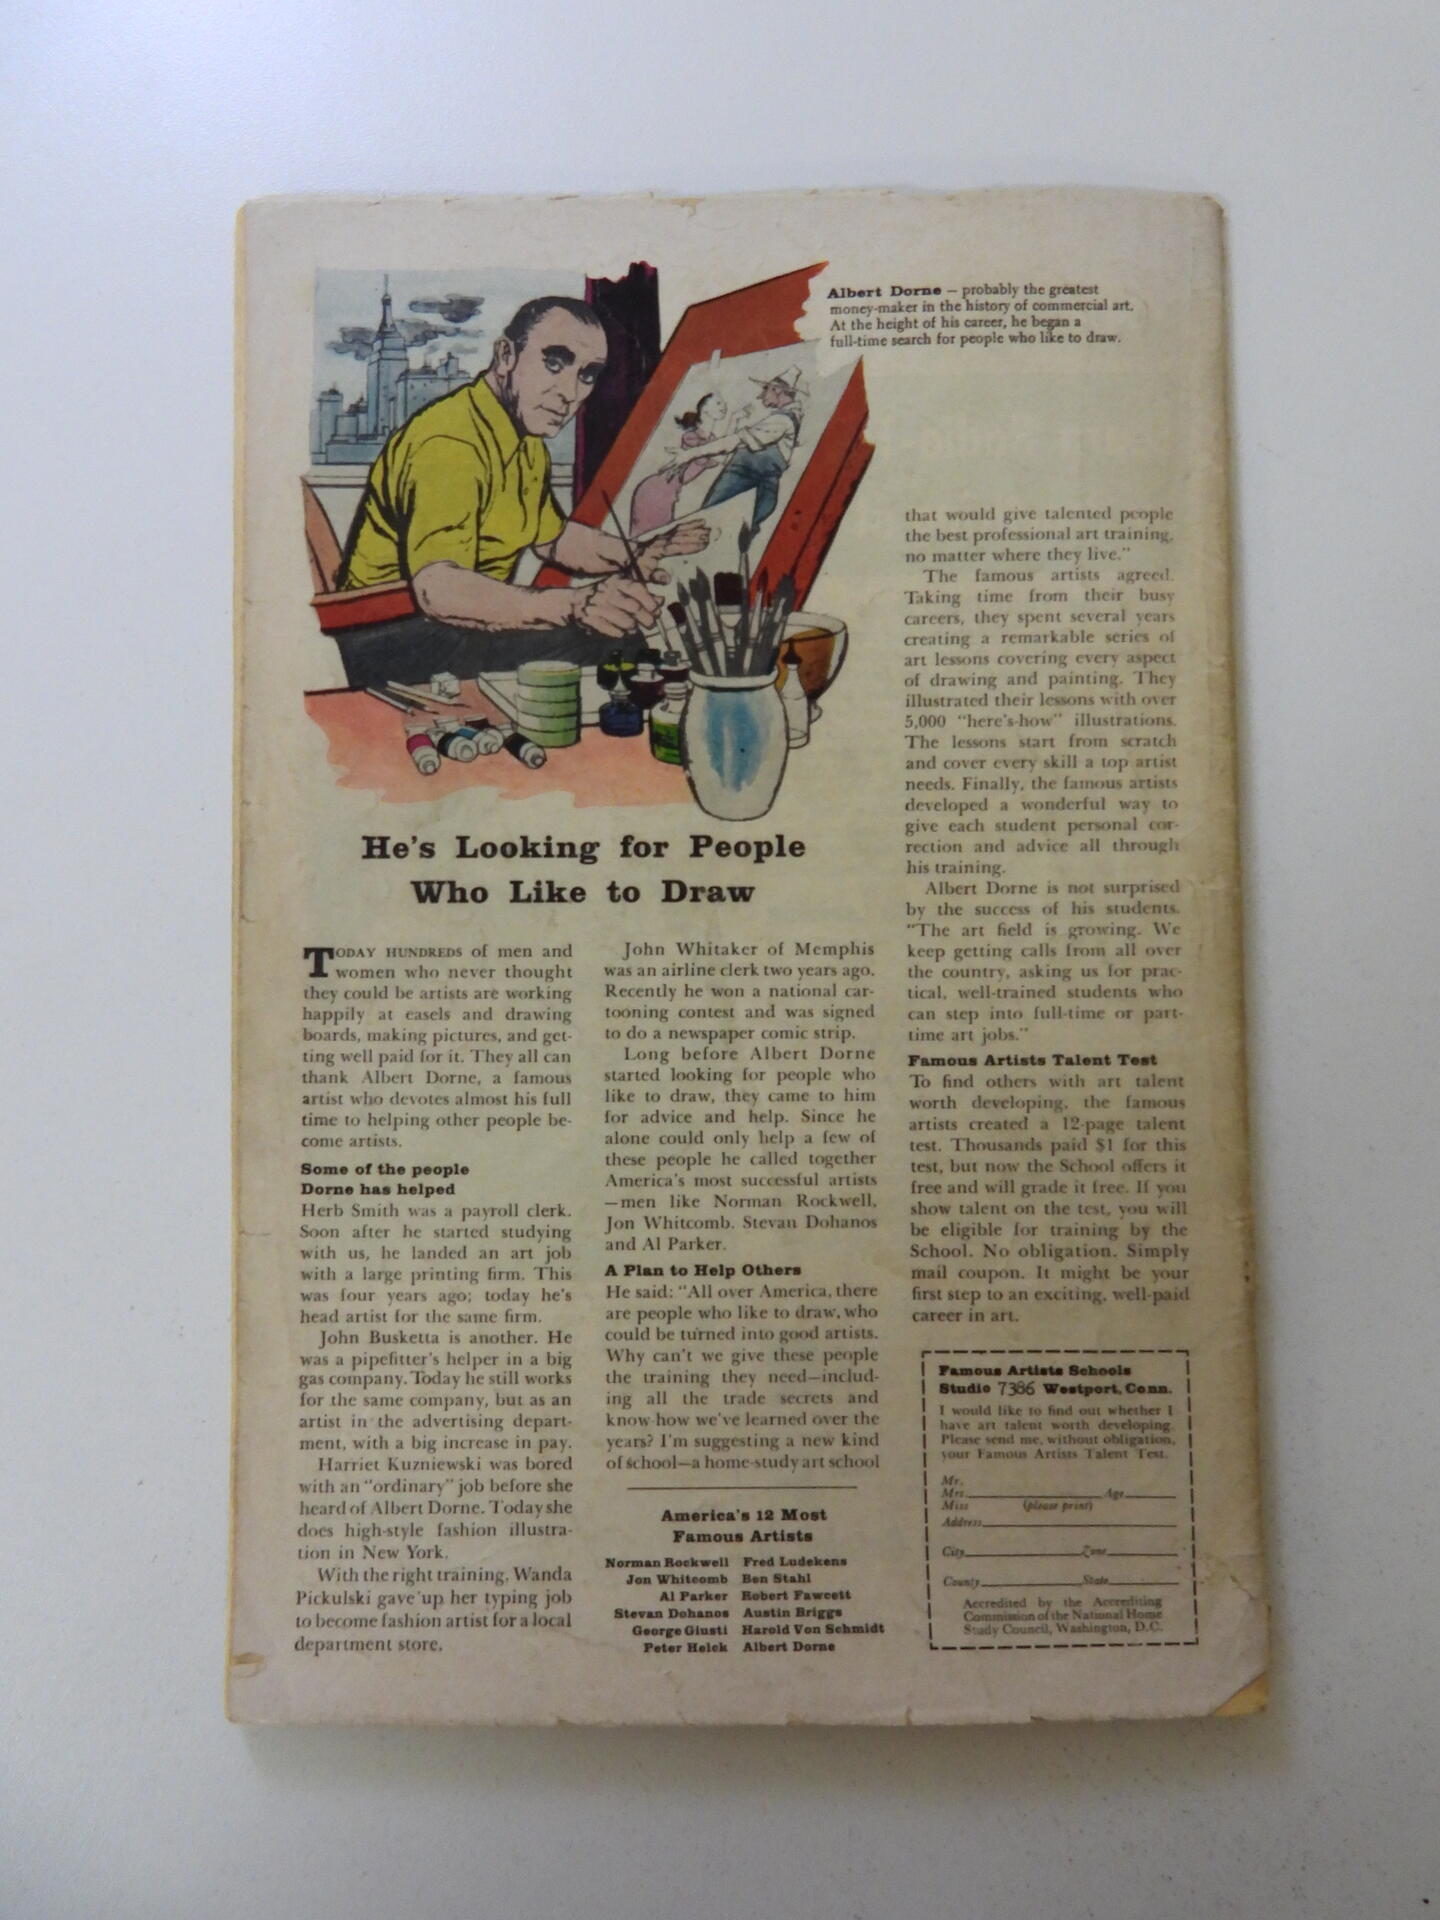 Albert Dorne – probably the greatest
money-maker in the history of commercial art.
At the height of his career, he began a
full-time search for people who like to draw.
He's Looking for People
Who Like to Draw
TODAY HUNDREDS of men and
women who never thought
they could be artists are working
happily at easels and drawing
boards, making pictures, and get-
ting well paid for it. They all can
thank Albert Dorne, a famous
artist who devotes almost his full
time to helping other people be-
come artists.
Some of the people
Dorne has helped
Herb Smith was a payroll clerk.
Soon after he started studying
with us, he landed an art job
with a large printing firm. This
was four years ago; today he's
head artist for the same firm.
John Busketta is another. He
was a pipefitter's helper in a big
gas company. Today he still works
for the same company, but as an
artist in the advertising depart-
ment, with a big increase in pay.
Harriet Kuzniewski was bored
with an "ordinary" job before she
heard of Albert Dorne. Today she
does high-style fashion illustra-
tion in New York.
With the right training, Wanda
Pickulski gave up her typing job
to become fashion artist for a local
department store.
John Whitaker of Memphis
was an airline clerk two years ago.
Recently he won a national car-
tooning contest and was signed
to do a newspaper comic strip.
Long before Albert Dorne
started looking for people who
like to draw, they came to him
for advice and help. Since he
alone could only help a few of
these people he called together
America's most successful artists
—men like Norman Rockwell,
Jon Whitcomb, Stevan Dohanos
and Al Parker.
A Plan to Help Others
He said: "All over America, there
are people who like to draw, who
could be turned into good artists.
Why can't we give these people
the training they need—includ-
ing all the trade secrets and
know-how we've learned over the
years? I'm suggesting a new kind
of school—a home-study art school
America's 12 Most
Famous Artists
Norman Rockwell Fred Ludekens
Jon Whitcomb Ben Stahl
Al Parker Robert Fawcett
Stevan Dohanos Austin Briggs
George Giusti Harold Von Schmidt
Peter Helck Albert Dorne
that would give talented people
the best professional art training,
no matter where they live."
The famous artists agreed.
Taking time from their busy
careers, they spent several years
creating a remarkable series of
art lessons covering every aspect
of drawing and painting. They
illustrated their lessons with over
5,000 "here's-how" illustrations.
The lessons start from scratch
and cover every skill a top artist
needs. Finally, the famous artists
developed a wonderful way to
give each student personal cor-
rection and advice all through
his training.
Albert Dorne is not surprised
by the success of his students.
"The art field is growing. We
keep getting calls from all over
the country, asking us for prac-
tical, well-trained students who
can step into full-time or part-
time art jobs."
Famous Artists Talent Test
To find others with art talent
worth developing, the famous
artists created a 12-page talent
test. Thousands paid $1 for this
test, but now the School offers it
free and will grade it free. If you
show talent on the test, you will
be eligible for training by the
School. No obligation. Simply
mail coupon. It might be your
first step to an exciting, well-paid
career in art.
Famous Artists Schools
Studio 7386 Westport, Conn.
I would like to find out whether I
have art talent worth developing.
Please send me, without obligation,
your Famous Artists Talent Test.
Mr.
Mrs. Age
Miss (please print)
Address
City Zone
County State
Accredited by the Accrediting
Commission of the National Home
Study Council, Washington, D.C.